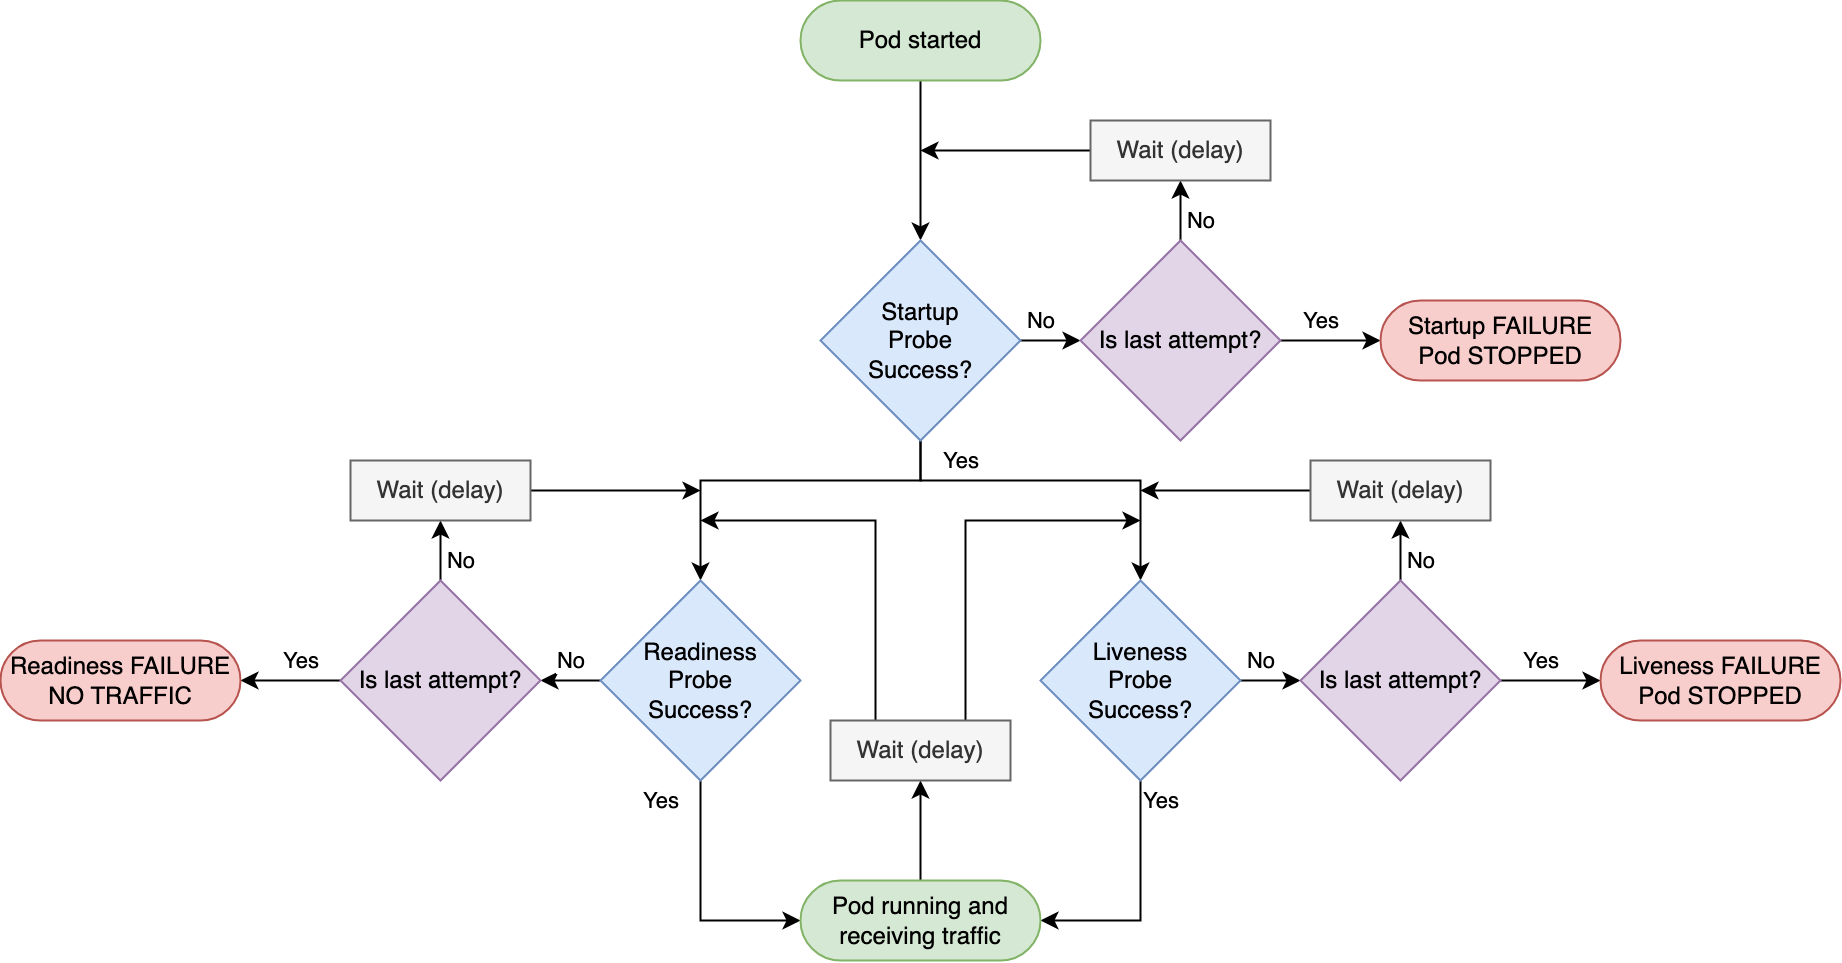 Pod started
Wait (delay)
No
Startup
Probe
Success?
No
Is last attempt?
Yes
Startup FAILURE
Pod STOPPED
Yes
Wait (delay)
Wait (delay)
No
No
Readiness FAILURE
NO TRAFFIC
Yes
Is last attempt?
No
Readiness
Probe
Success?
Liveness
Probe
Success?
No
Is last attempt?
Yes
Liveness FAILURE
Pod STOPPED
Wait (delay)
Yes
Yes
Pod running and
receiving traffic